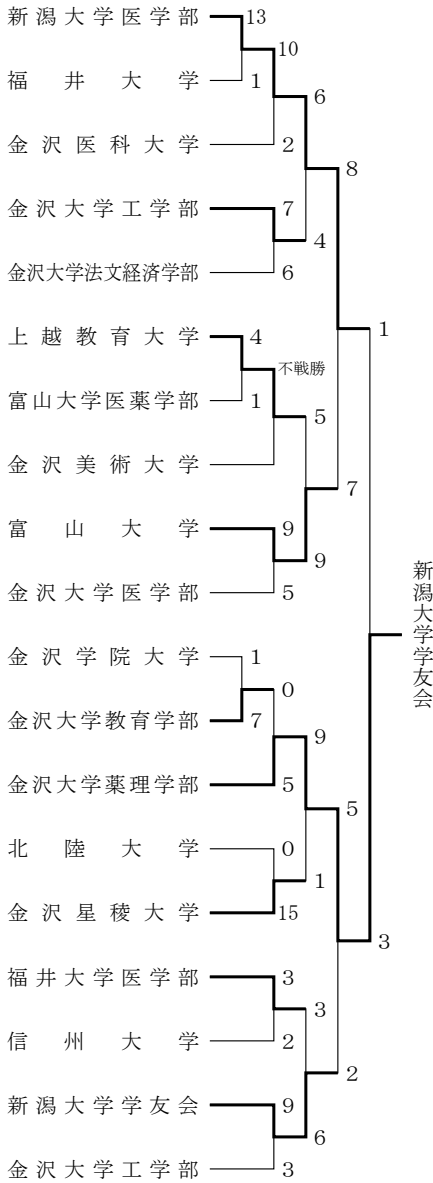 新潟大学医学部 13
10
福井大学 1
6
金沢医科大学 2
8
金沢大学工学部 7
4
金沢大学法文経済学部 6
1
上越教育大学 4
不戦勝
富山大学医薬学部 1
5
金沢美術大学
7
富山大学 9
9
金沢大学医学部 5
新潟大学学友会
金沢学院大学 1
0
金沢大学教育学部 7
9
金沢大学薬理学部 5
5
北陸大学 0
1
金沢星稜大学 15
3
福井大学医学部 3
3
信州大学 2
2
新潟大学学友会 9
6
金沢大学工学部 3